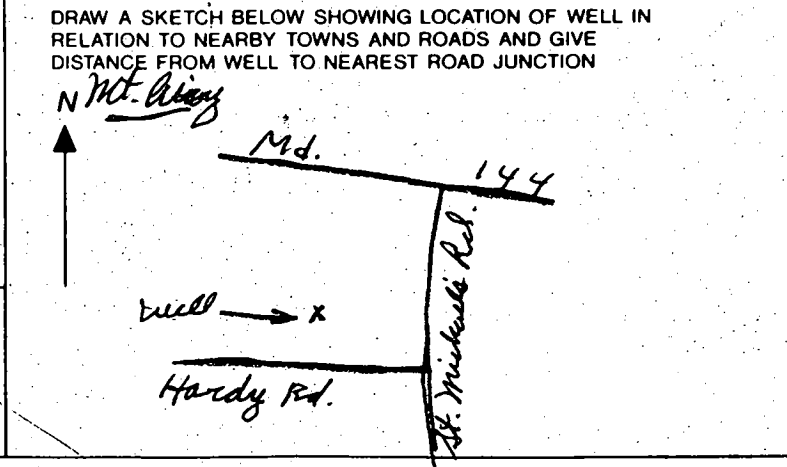 DRAW A SKETCH BELOW SHOWING LOCATION OF WELL IN
RELATION TO NEARBY TOWNS AND ROADS AND GIVE
DISTANCE FROM WELL TO NEAREST ROAD JUNCTION
N Mt. Airy
Md. 144
St. Michaels Rd.
well x
Hardy Rd.